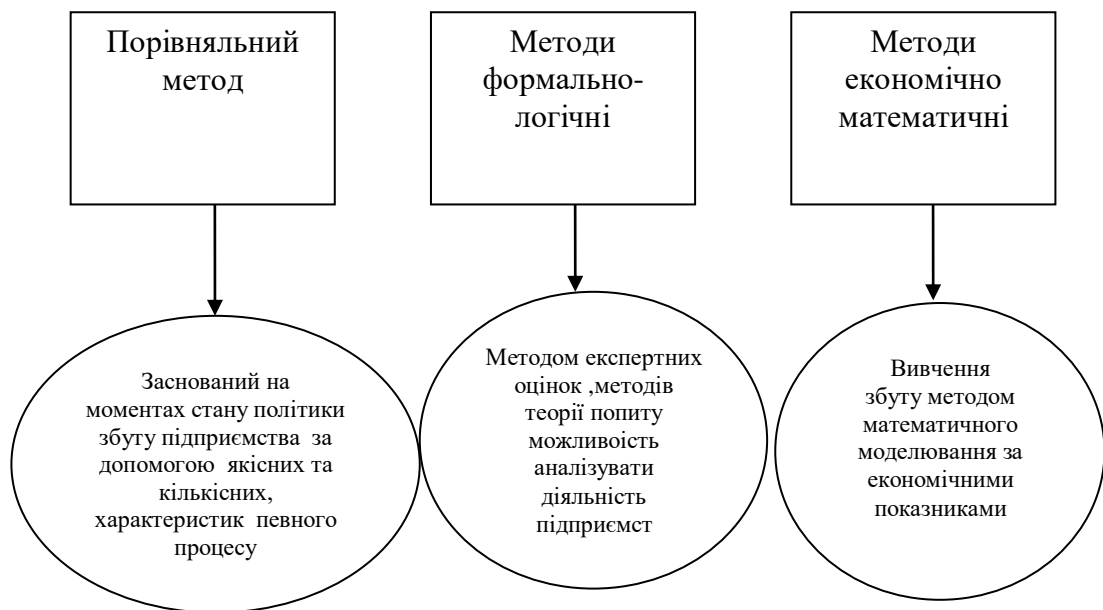 Порівняльний
метод
Методи
формально-
логічні
Методи
економічно
математичні
Заснований на
моментах стану політики
збуту підприємства за
допомогою якісних та
кількісних,
характеристик певного
процесу
Методом експертних
оцінок ,методів
теорії попиту
можливоість
аналізувати
діяльність
підприємст
Вивчення
збуту методом
математичного
моделювання за
економічними
показниками